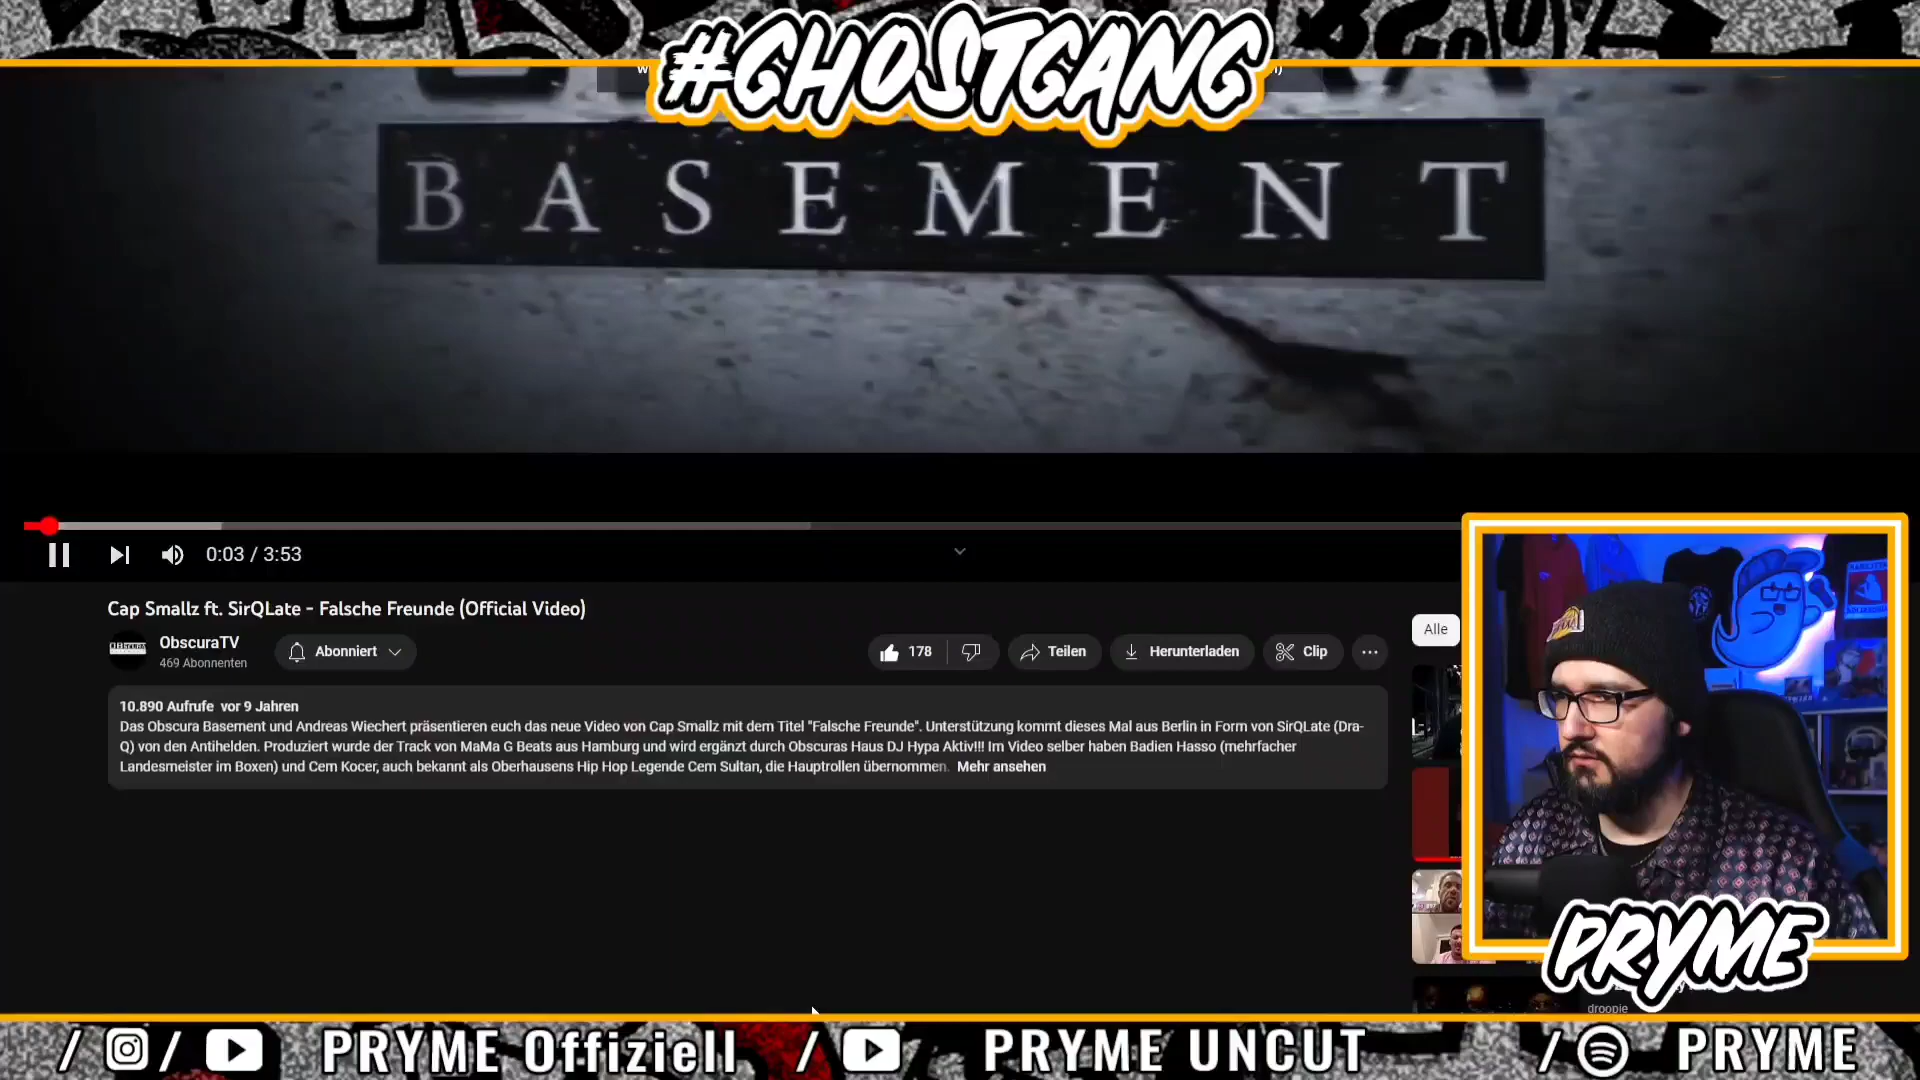 #GHOSTGANG
BASEMENT
0:03 / 3:53
Cap Smallz ft. SirQLate - Falsche Freunde (Official Video)
ObscuraTV
469 Abonnenten
Abonniert
178
Teilen
Herunterladen
Clip
Alle
10.890 Aufrufe vor 9 Jahren
Das Obscura Basement und Andreas Wiechert präsentieren euch das neue Video von Cap Smallz mit dem Titel "Falsche Freunde". Unterstützung kommt dieses Mal aus Berlin in Form von SirQLate (Dra-
Q) von den Antihelden. Produziert wurde der Track von MaMa G Beats aus Hamburg und wird ergänzt durch Obscuras Haus DJ Hypa Aktiv!!! Im Video selber haben Badien Hasso (mehrfacher
Landesmeister im Boxen) und Cem Kocer, auch bekannt als Oberhausens Hip Hop Legende Cem Sultan, die Hauptrollen übernommen. Mehr ansehen
PRYME
droopie
/ / PRYME Offiziell / PRYME UNCUT / PRYME